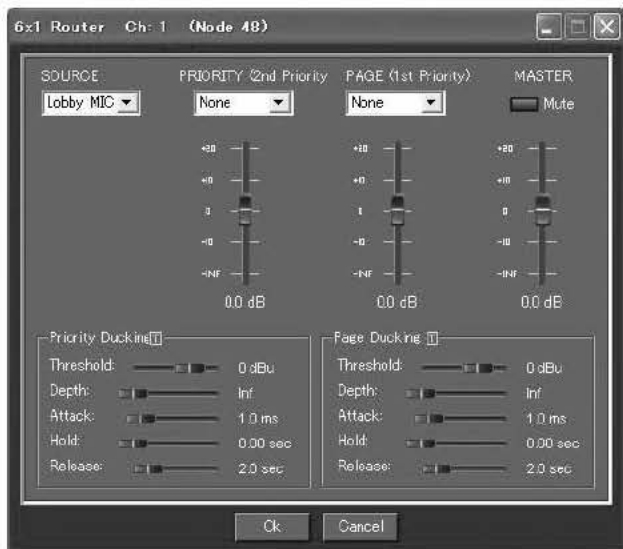 6x1 Router Ch: 1 (Node 48)
SOURCE PRIORITY (2nd Priority PAGE (1st Priority) MASTER
Lobby MIC None None Mute
+20 +20 +20
+10 +10 +10
0 0
-10 -10 -10
-INF -INF -INF
0.0 dB 0.0 dB 0.0 dB
Priority Ducking Page Ducking
Threshold: 0 dBu Threshold: 0 dBu
Depth: Inf Depth: Inf
Attack: 1.0 ms Attack: 1.0 ms
Hold: 0.00 sec Hold: 0.00 sec
Release: 2.0 sec Release: 2.0 sec
Ok Cancel